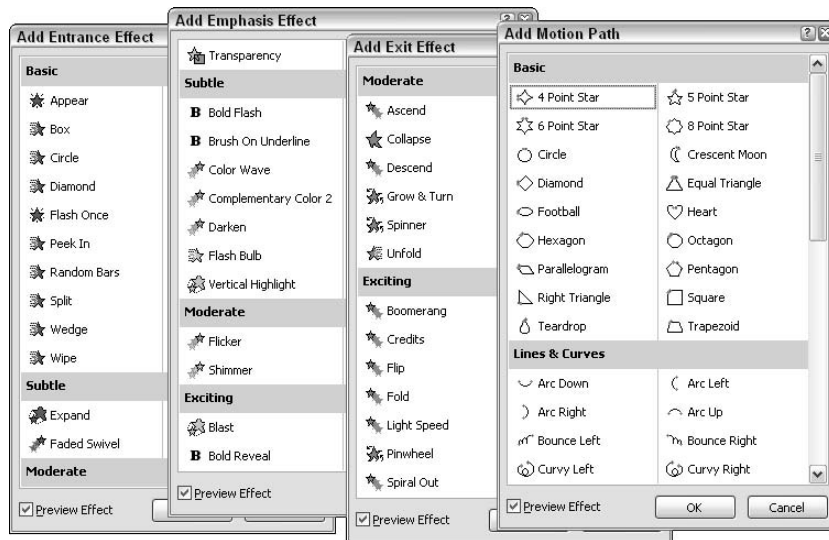 Add Entrance Effect
Basic
Appear
Box
Circle
Diamond
Flash Once
Peek In
Random Bars
Split
Wedge
Wipe
Subtle
Expand
Faded Swivel
Moderate
Preview Effect
Add Emphasis Effect
Transparency
Subtle
B Bold Flash
B Brush On Underline
Color Wave
Complementary Color 2
Darken
Flash Bulb
Vertical Highlight
Moderate
Flicker
Shimmer
Exciting
Blast
B Bold Reveal
Preview Effect
Add Exit Effect
Moderate
Ascend
Collapse
Descend
Grow & Turn
Spinner
Unfold
Exciting
Boomerang
Credits
Flip
Fold
Light Speed
Pinwheel
Spiral Out
Preview Effect
Add Motion Path
Basic
4 Point Star 5 Point Star
6 Point Star 8 Point Star
Circle Crescent Moon
Diamond Equal Triangle
Football Heart
Hexagon Octagon
Parallelogram Pentagon
Right Triangle Square
Teardrop Trapezoid
Lines & Curves
Arc Down Arc Left
Arc Right Arc Up
Bounce Left Bounce Right
Curvy Left Curvy Right
Preview Effect OK Cancel